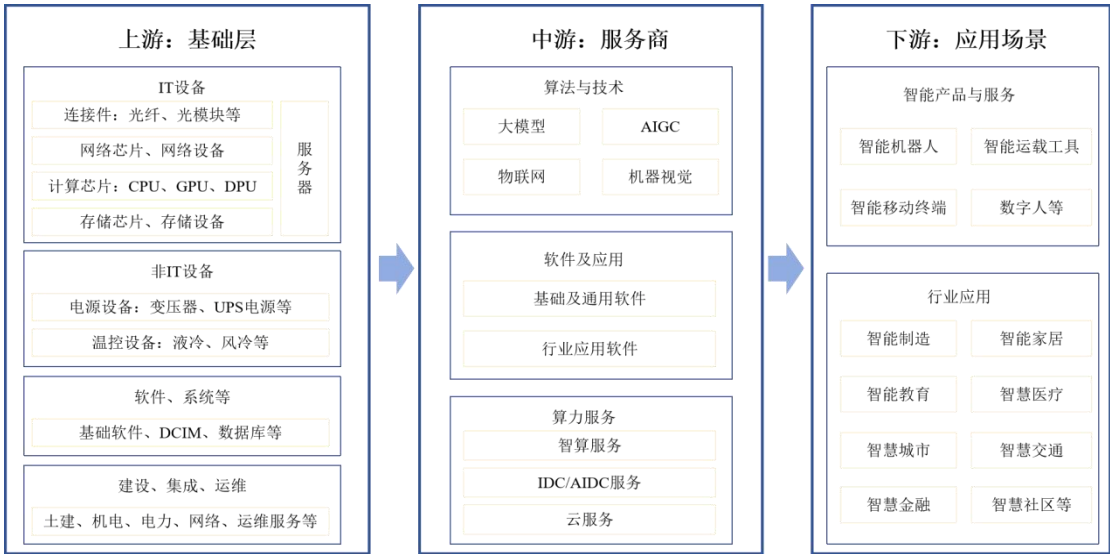 上游：基础层
IT设备
连接件：光纤、光模块等
网络芯片、网络设备
计算芯片：CPU、GPU、DPU
存储芯片、存储设备
服务器
非IT设备
电源设备：变压器、UPS电源等
温控设备：液冷、风冷等
软件、系统等
基础软件、DCIM、数据库等
建设、集成、运维
土建、机电、电力、网络、运维服务等
中游：服务商
算法与技术
大模型
AIGC
物联网
机器视觉
软件及应用
基础及通用软件
行业应用软件
算力服务
智算服务
IDC/AIDC服务
云服务
下游：应用场景
智能产品与服务
智能机器人
智能运载工具
智能移动终端
数字人等
行业应用
智能制造
智能家居
智能教育
智慧医疗
智慧城市
智慧交通
智慧金融
智慧社区等